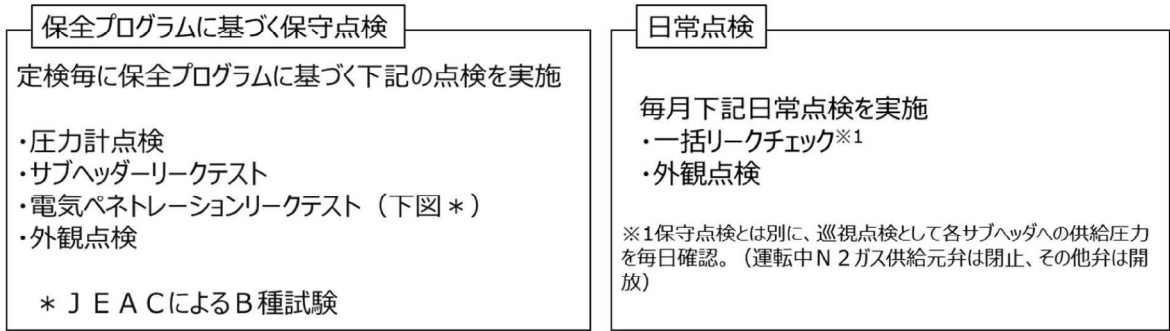 保全プログラムに基づく保守点検
定検毎に保全プログラムに基づく下記の点検を実施
・圧力計点検
・サブヘッダーリークテスト
・電気ペネトレーションリークテスト（下図＊）
・外観点検
＊ＪＥＡＣによるＢ種試験
日常点検
毎月下記日常点検を実施
・一括リークチェック※1
・外観点検
※1保守点検とは別に、巡視点検として各サブヘッダへの供給圧力
を毎日確認。（運転中Ｎ２ガス供給元弁は閉止、その他弁は開
放）